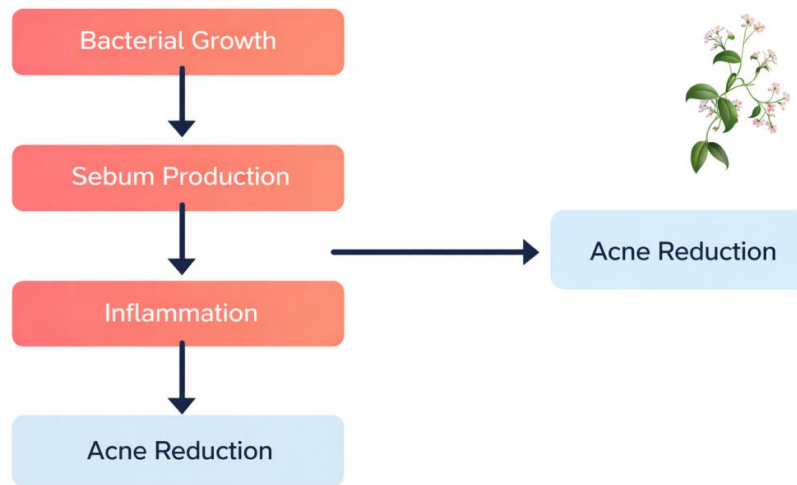 Bacterial Growth
Sebum Production
Inflammation
Acne Reduction
Acne Reduction